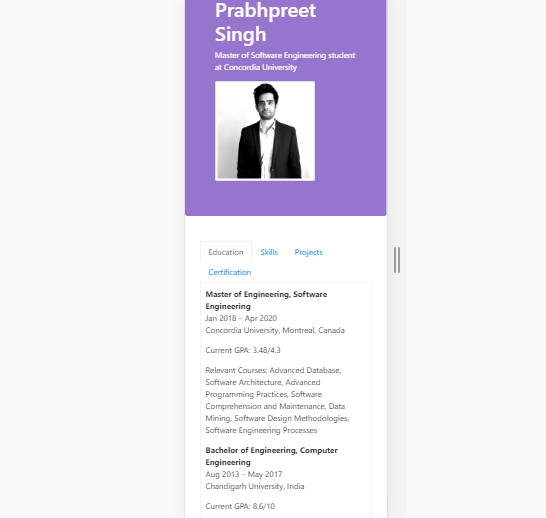 Prabhpreet
Singh
Master of Software Engineering student
at Concordia University
Education
Skills
Projects
Certification
Master of Engineering, Software
Engineering
Jan 2018 – Apr 2020
Concordia University, Montreal, Canada
Current GPA: 3.48/4.3
Relevant Courses: Advanced Database,
Software Architecture, Advanced
Programming Practices, Software
Comprehension and Maintenance, Data
Mining, Software Design Methodologies,
Software Engineering Processes
Bachelor of Engineering, Computer
Engineering
Aug 2013 – May 2017
Chandigarh University, India
Current GPA: 8.6/10